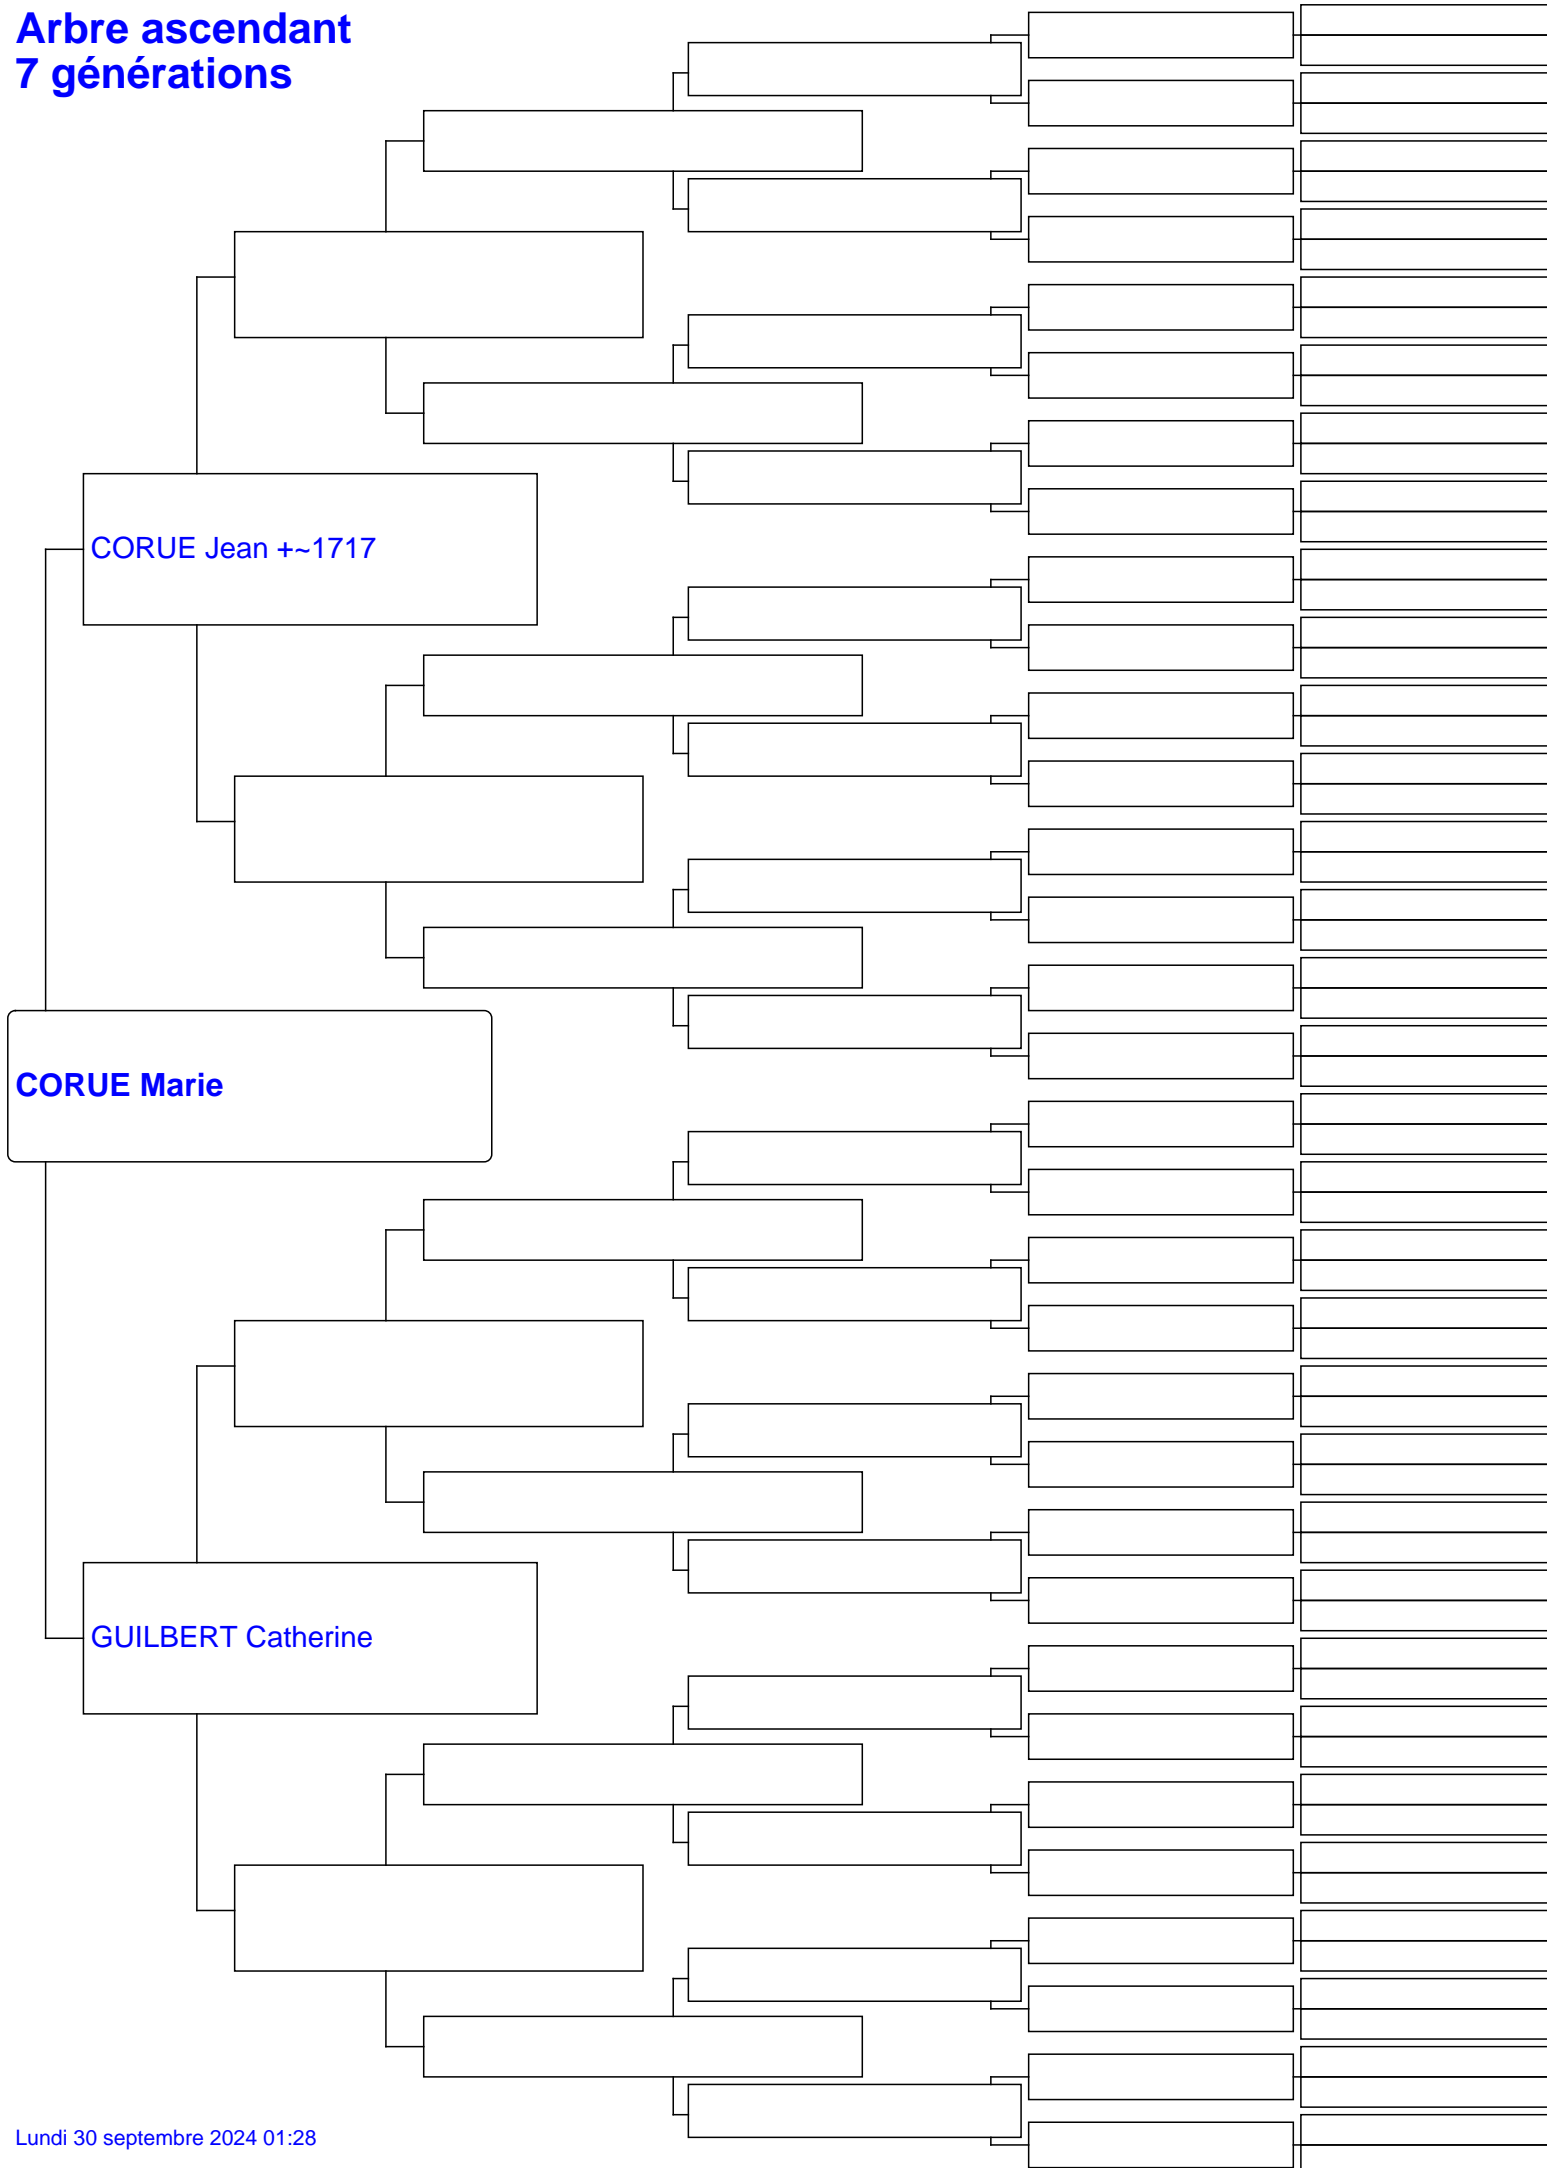 Arbre ascendant
7 générations
CORUE Jean +~1717
CORUE Marie
GUILBERT Catherine
Lundi 30 septembre 2024 01:28